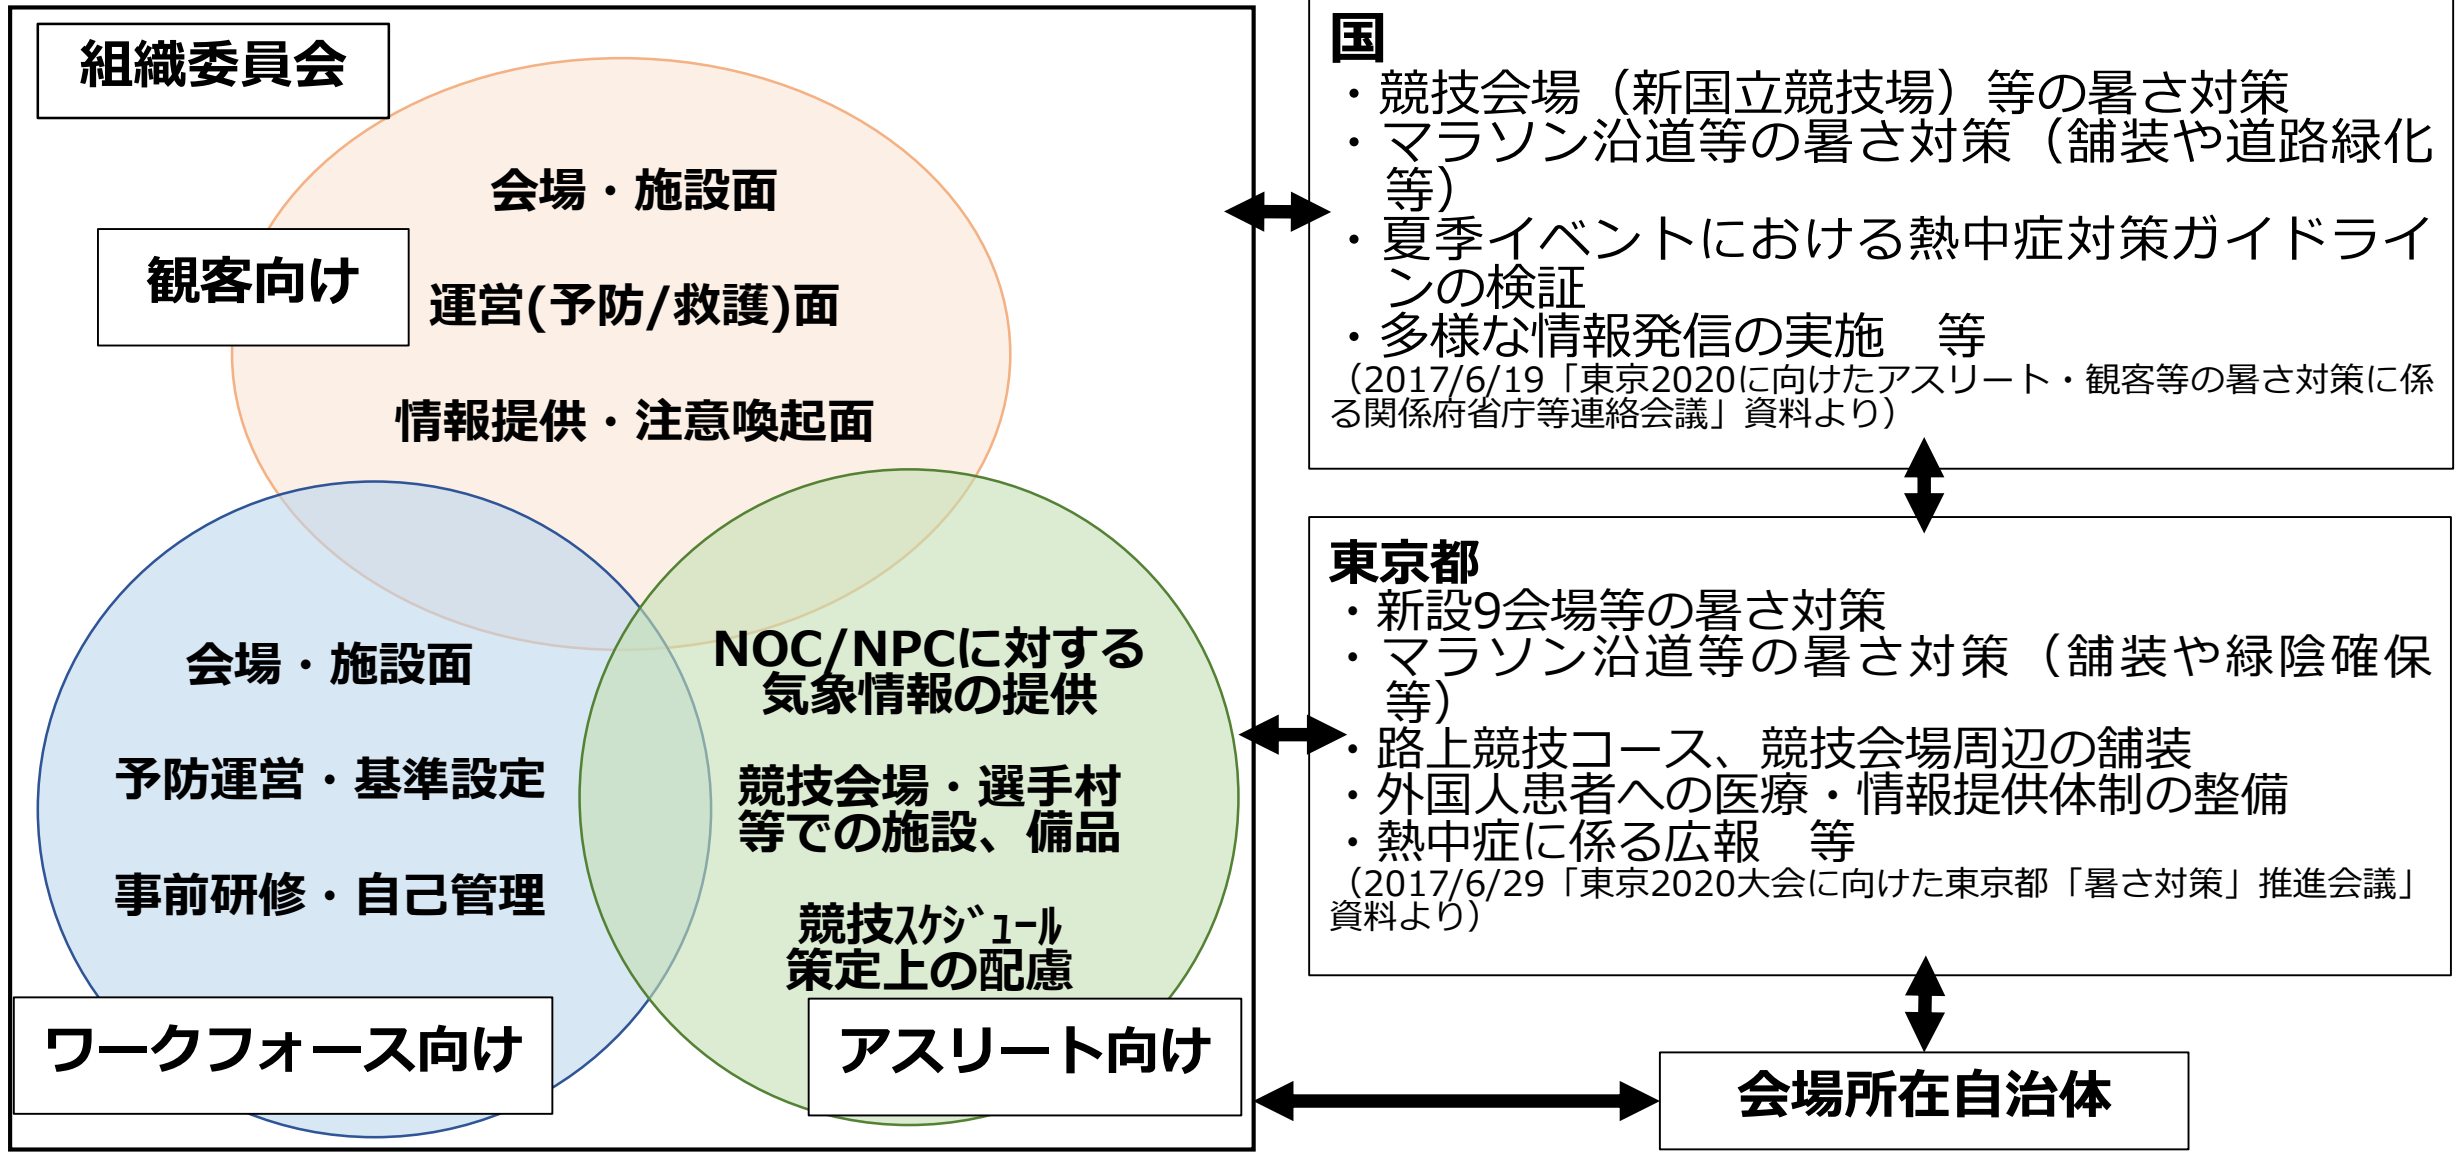 組織委員会
会場・施設面
観客向け
運営(予防/救護)面
情報提供・注意喚起面
会場・施設面
予防運営・基準設定
事前研修・自己管理
ワークフォース向け
NOC/NPCに対する
気象情報の提供
競技会場・選手村
等での施設、備品
競技ｽｹｼﾞｭｰﾙ
策定上の配慮
アスリート向け
国
・競技会場（新国立競技場）等の暑さ対策
・マラソン沿道等の暑さ対策（舗装や道路緑化
等）
・夏季イベントにおける熱中症対策ガイドライ
ンの検証
・多様な情報発信の実施　等
（2017/6/19「東京2020に向けたアスリート・観客等の暑さ対策に係
る関係府省庁等連絡会議」資料より）
東京都
・新設9会場等の暑さ対策
・マラソン沿道等の暑さ対策（舗装や緑陰確保
等）
・路上競技コース、競技会場周辺の舗装
・外国人患者への医療・情報提供体制の整備
・熱中症に係る広報　等
（2017/6/29「東京2020大会に向けた東京都「暑さ対策」推進会議」
資料より）
会場所在自治体